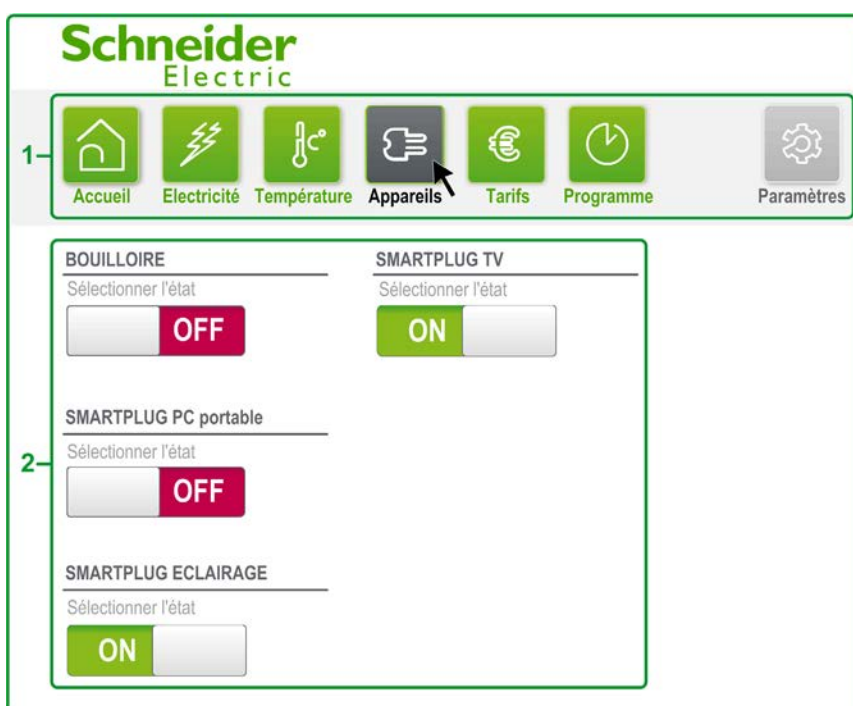 Schneider
Electric
1
Accueil Electricité Température Appareils Tarifs Programme Paramètres
2
BOUILLOIRE
Sélectionner l'état
OFF
SMARTPLUG TV
Sélectionner l'état
ON
SMARTPLUG PC portable
Sélectionner l'état
OFF
SMARTPLUG ECLAIRAGE
Sélectionner l'état
ON